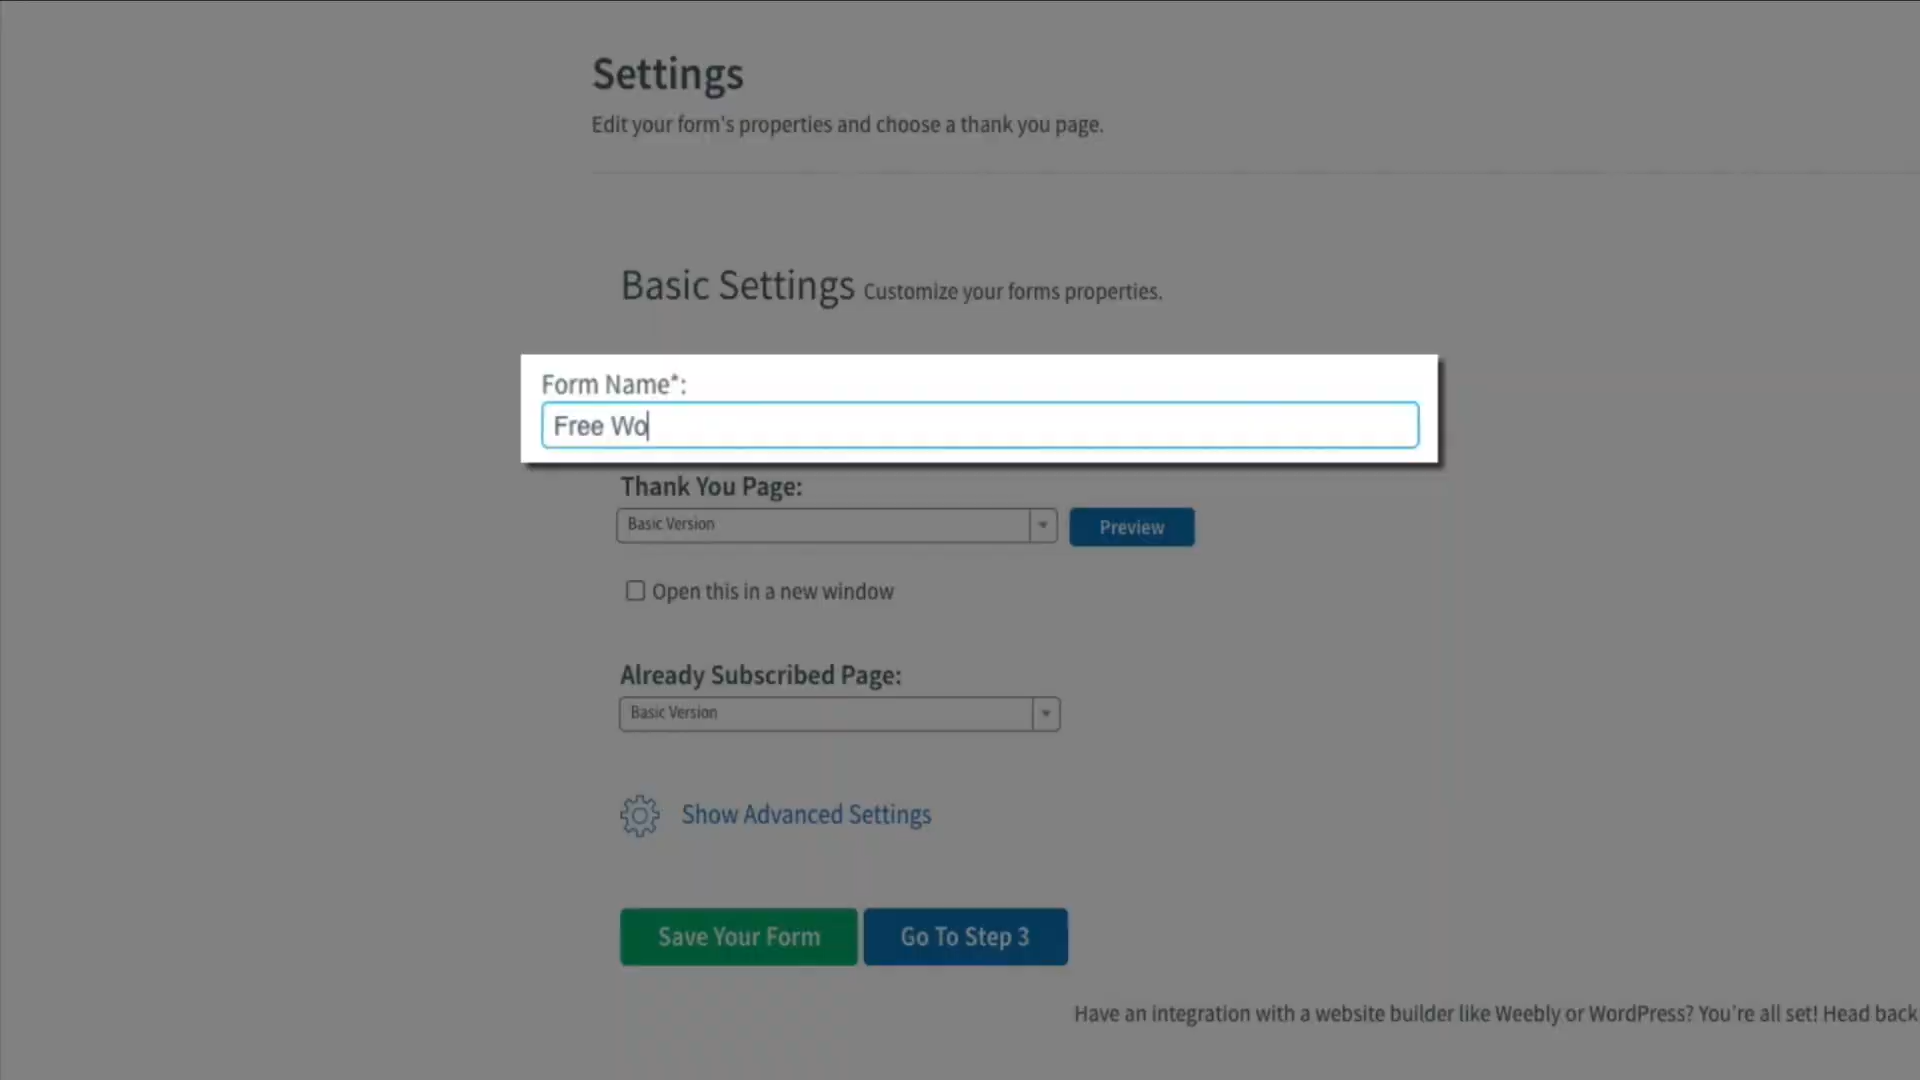 Settings
Edit your form's properties and choose a thank you page.
Basic Settings Customize your forms properties.
Form Name*:
Free Wo
Thank You Page:
Basic Version
Preview
Open this in a new window
Already Subscribed Page:
Basic Version
Show Advanced Settings
Save Your Form
Go To Step 3
Have an integration with a website builder like Weebly or WordPress? You're all set! Head back